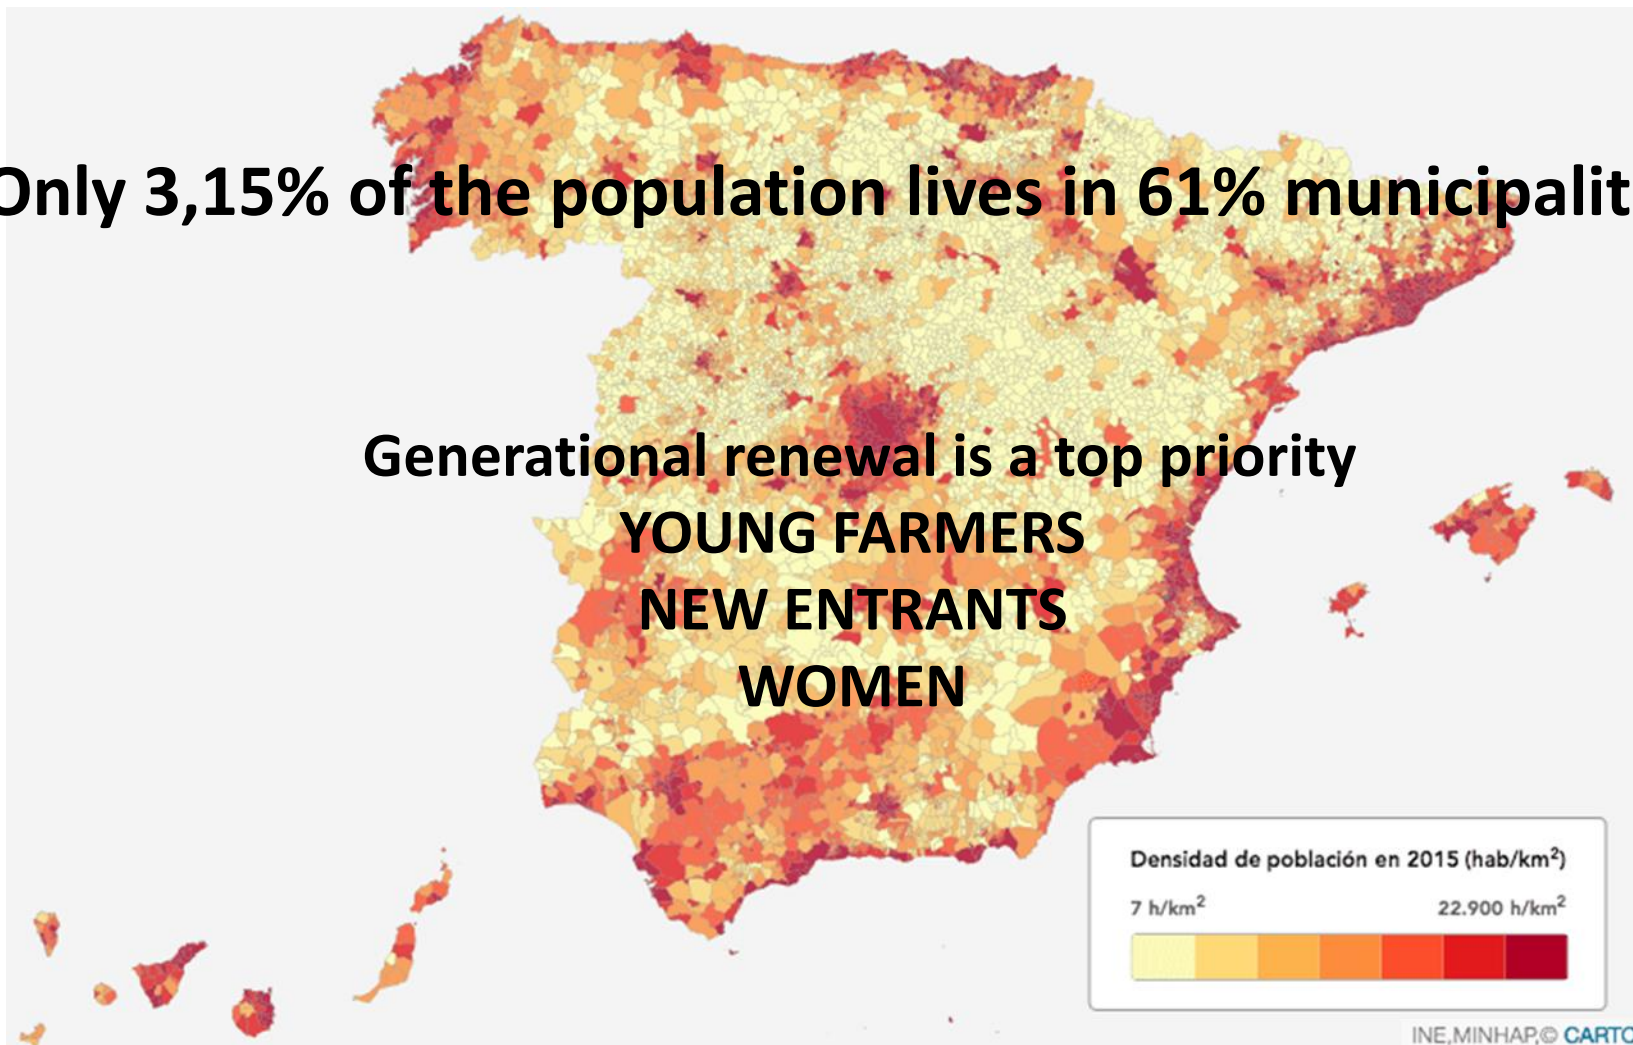 Only 3,15% of the population lives in 61% municipalit
Generational renewal is a top priority
YOUNG FARMERS
NEW ENTRANTS
WOMEN
Densidad de población en 2015 (hab/km²)
7 h/km² 22.900 h/km²
INE,MINHAP,© CARTO